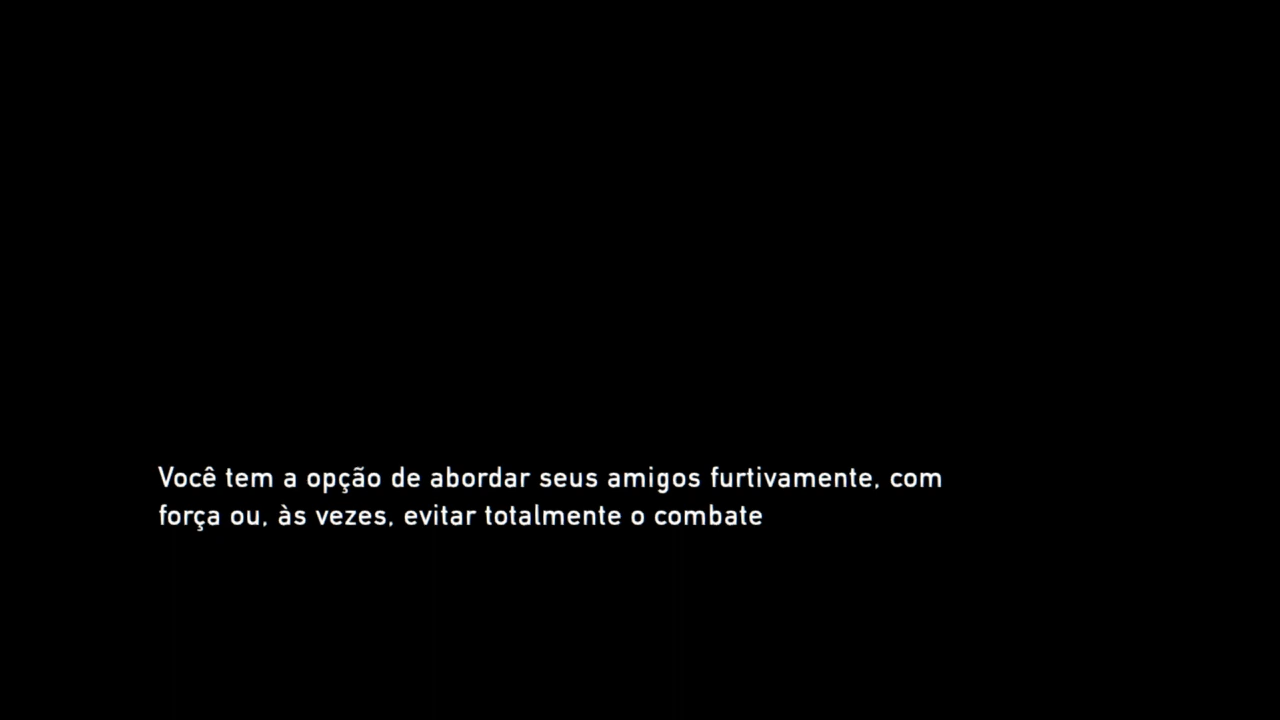 Você tem a opção de abordar seus amigos furtivamente, com
força ou, às vezes, evitar totalmente o combate